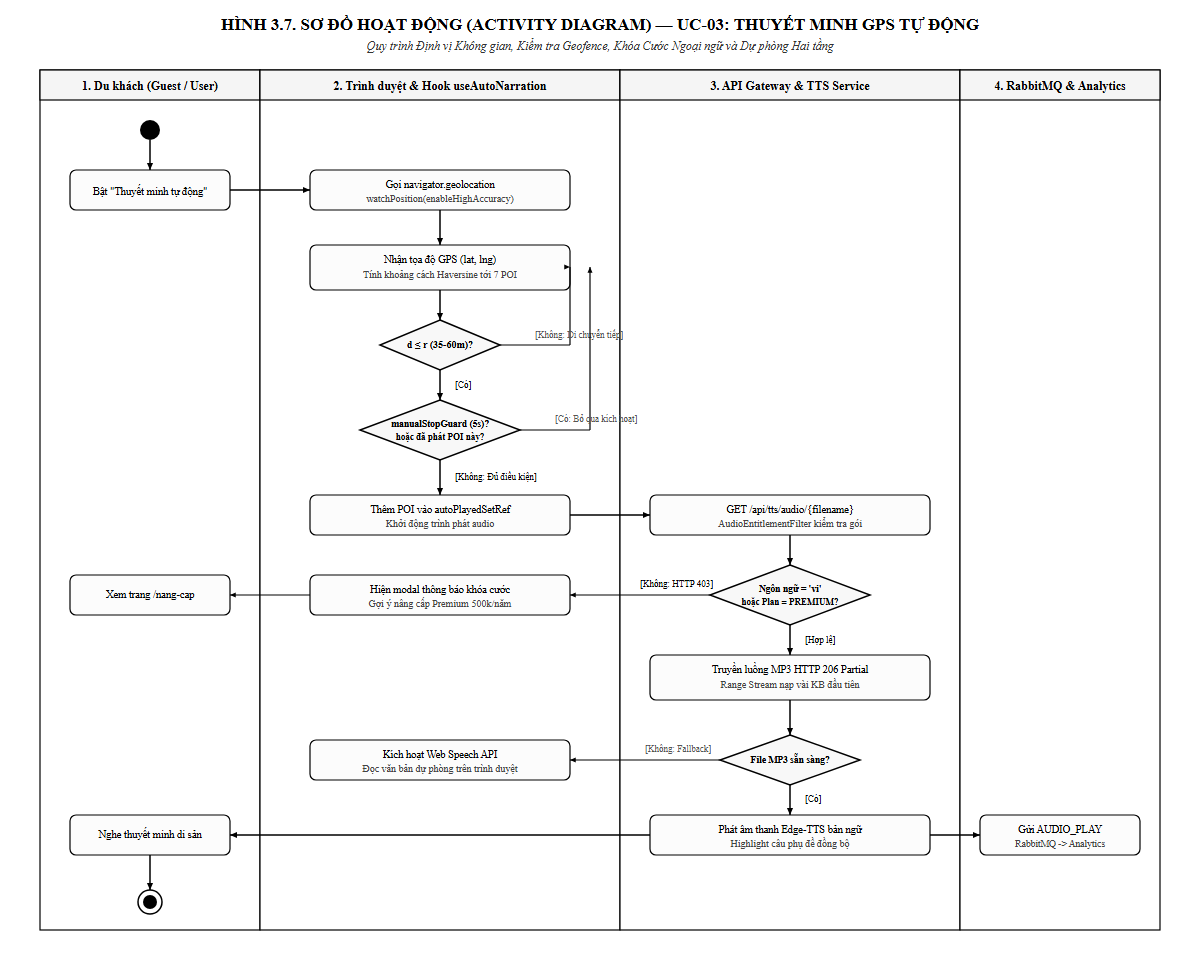 HÌNH 3.7. SƠ ĐỒ HOẠT ĐỘNG (ACTIVITY DIAGRAM) — UC-03: THUYẾT MINH GPS TỰ ĐỘNG
Quy trình Định vị Không gian, Kiểm tra Geofence, Khóa Cước Ngoại ngữ và Dự phòng Hai tầng
1. Du khách (Guest / User)
2. Trình duyệt & Hook useAutoNarration
3. API Gateway & TTS Service
4. RabbitMQ & Analytics
Bật "Thuyết minh tự động"
Gọi navigator.geolocation
watchPosition(enableHighAccuracy)
Nhận tọa độ GPS (lat, lng)
Tính khoảng cách Haversine tới 7 POI
[Không: Di chuyển tiếp]
d ≤ r (35-60m)?
[Có]
[Có: Bỏ qua kích hoạt]
manualStopGuard (5s)?
hoặc đã phát POI này?
[Không: Đủ điều kiện]
Thêm POI vào autoPlayedSetRef
Khởi động trình phát audio
GET /api/tts/audio/{filename}
AudioEntitlementFilter kiểm tra gói
Xem trang /nang-cap
Hiện modal thông báo khóa cước
Gợi ý nâng cấp Premium 500k/năm
[Không: HTTP 403]
Ngôn ngữ = 'vi'
hoặc Plan = PREMIUM?
[Hợp lệ]
Truyền luồng MP3 HTTP 206 Partial
Range Stream nạp vài KB đầu tiên
Kích hoạt Web Speech API
Đọc văn bản dự phòng trên trình duyệt
[Không: Fallback]
File MP3 sẵn sàng?
[Có]
Nghe thuyết minh di sản
Phát âm thanh Edge-TTS bản ngữ
Highlight câu phụ đề đồng bộ
Gửi AUDIO_PLAY
RabbitMQ -> Analytics